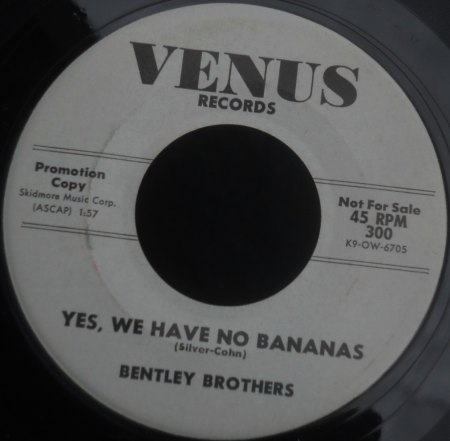 VENUS
RECORDS
Promotion
Copy
Skidmore Music Corp.
(ASCAP) 1:57
Not For Sale
45 RPM
300
K9-OW-6705
YES, WE HAVE NO BANANAS
(Silver-Cohn)
BENTLEY BROTHERS